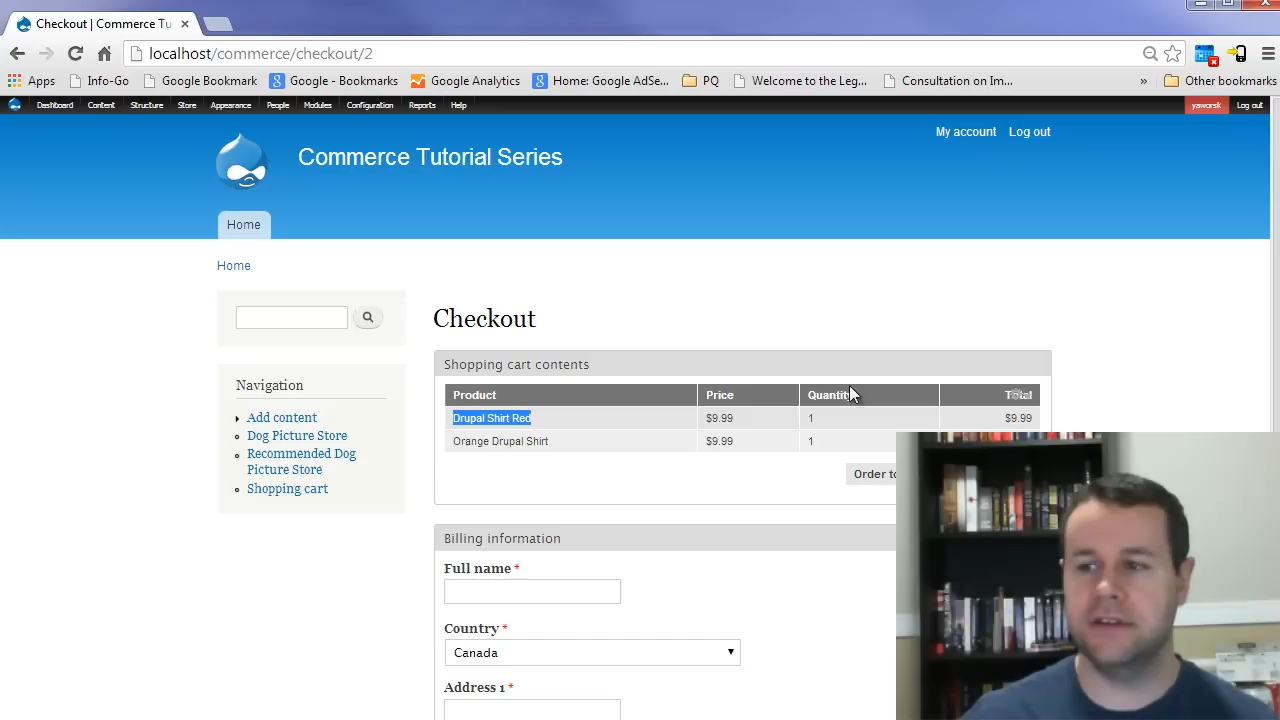 Checkout | Commerce Tu
localhost/commerce/checkout/2
Apps Info-Go Google Bookmark Google - Bookmarks Google Analytics Home: Google AdSe... PQ Welcome to the Leg... Consultation on Im... » Other bookmarks
Dashboard Content Structure Store Appearance People Modules Configuration Reports Help yaworsk Log out
My account Log out
Commerce Tutorial Series
Home
Home
Checkout
Shopping cart contents
Product Price Quantity Total
Drupal Shirt Red $9.99 1 $9.99
Orange Drupal Shirt $9.99 1
Order to
Navigation
Add content
Dog Picture Store
Recommended Dog
Picture Store
Shopping cart
Billing information
Full name *
Country *
Canada
Address 1 *